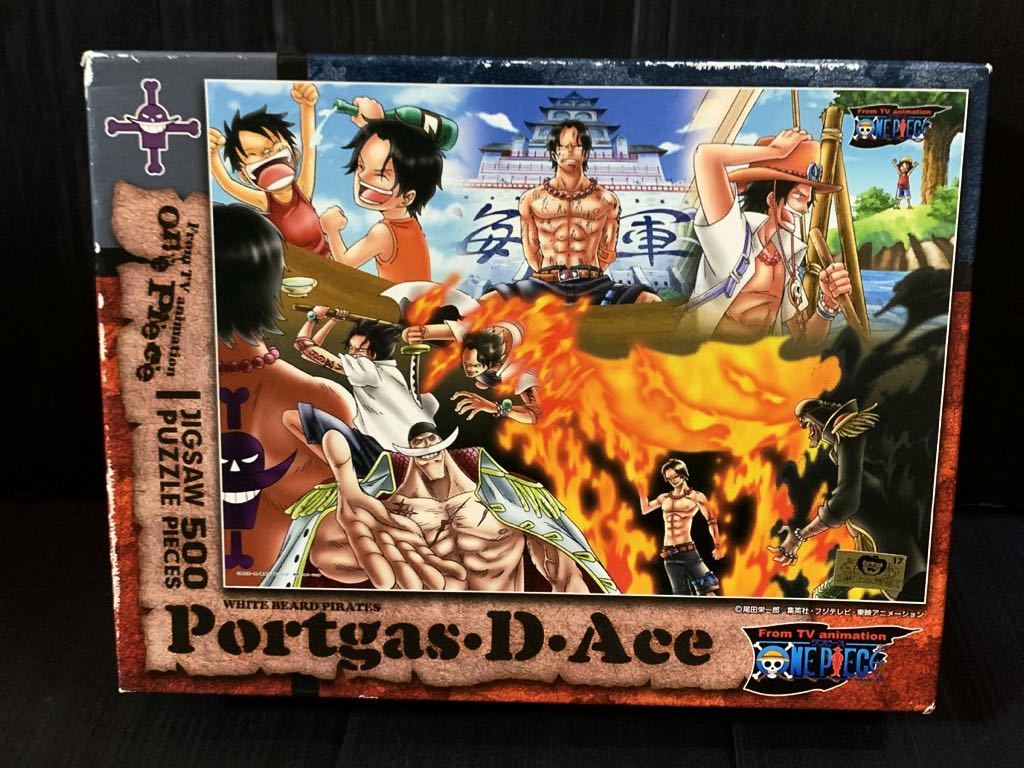 From TV animation
ONE PIECE
N
海軍
From TV animation
One Piece
JIGSAW 500
PUZZLE PIECES
17
WHITE BEARD PIRATES
Portgas・D・Ace
©尾田栄一郎/集英社・フジテレビ・東映アニメーション
From TV animation
ONE PIECE